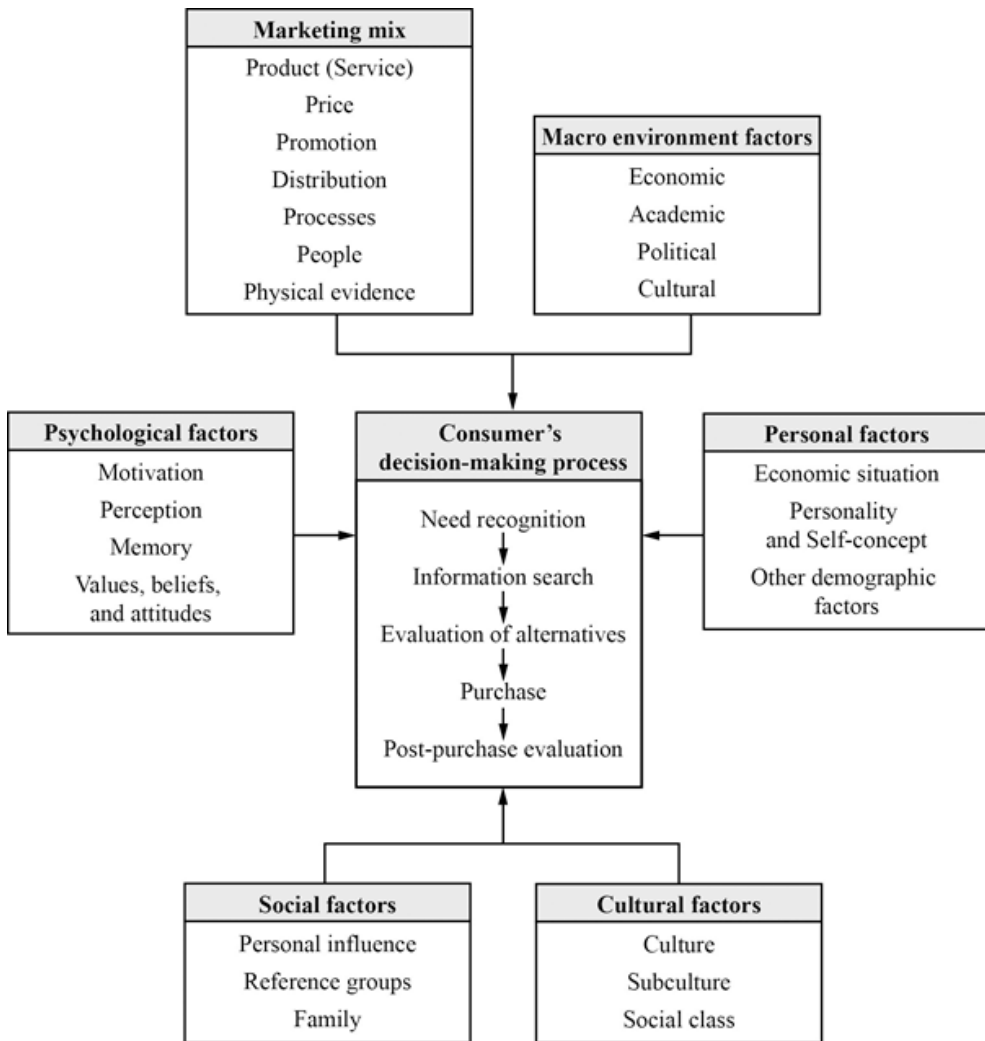 Marketing mix
Product (Service)
Price
Promotion
Distribution
Processes
People
Physical evidence
Macro environment factors
Economic
Academic
Political
Cultural
Psychological factors
Motivation
Perception
Memory
Values, beliefs,
and attitudes
Consumer’s
decision-making process
Need recognition
Information search
Evaluation of alternatives
Purchase
Post-purchase evaluation
Personal factors
Economic situation
Personality
and Self-concept
Other demographic
factors
Social factors
Personal influence
Reference groups
Family
Cultural factors
Culture
Subculture
Social class